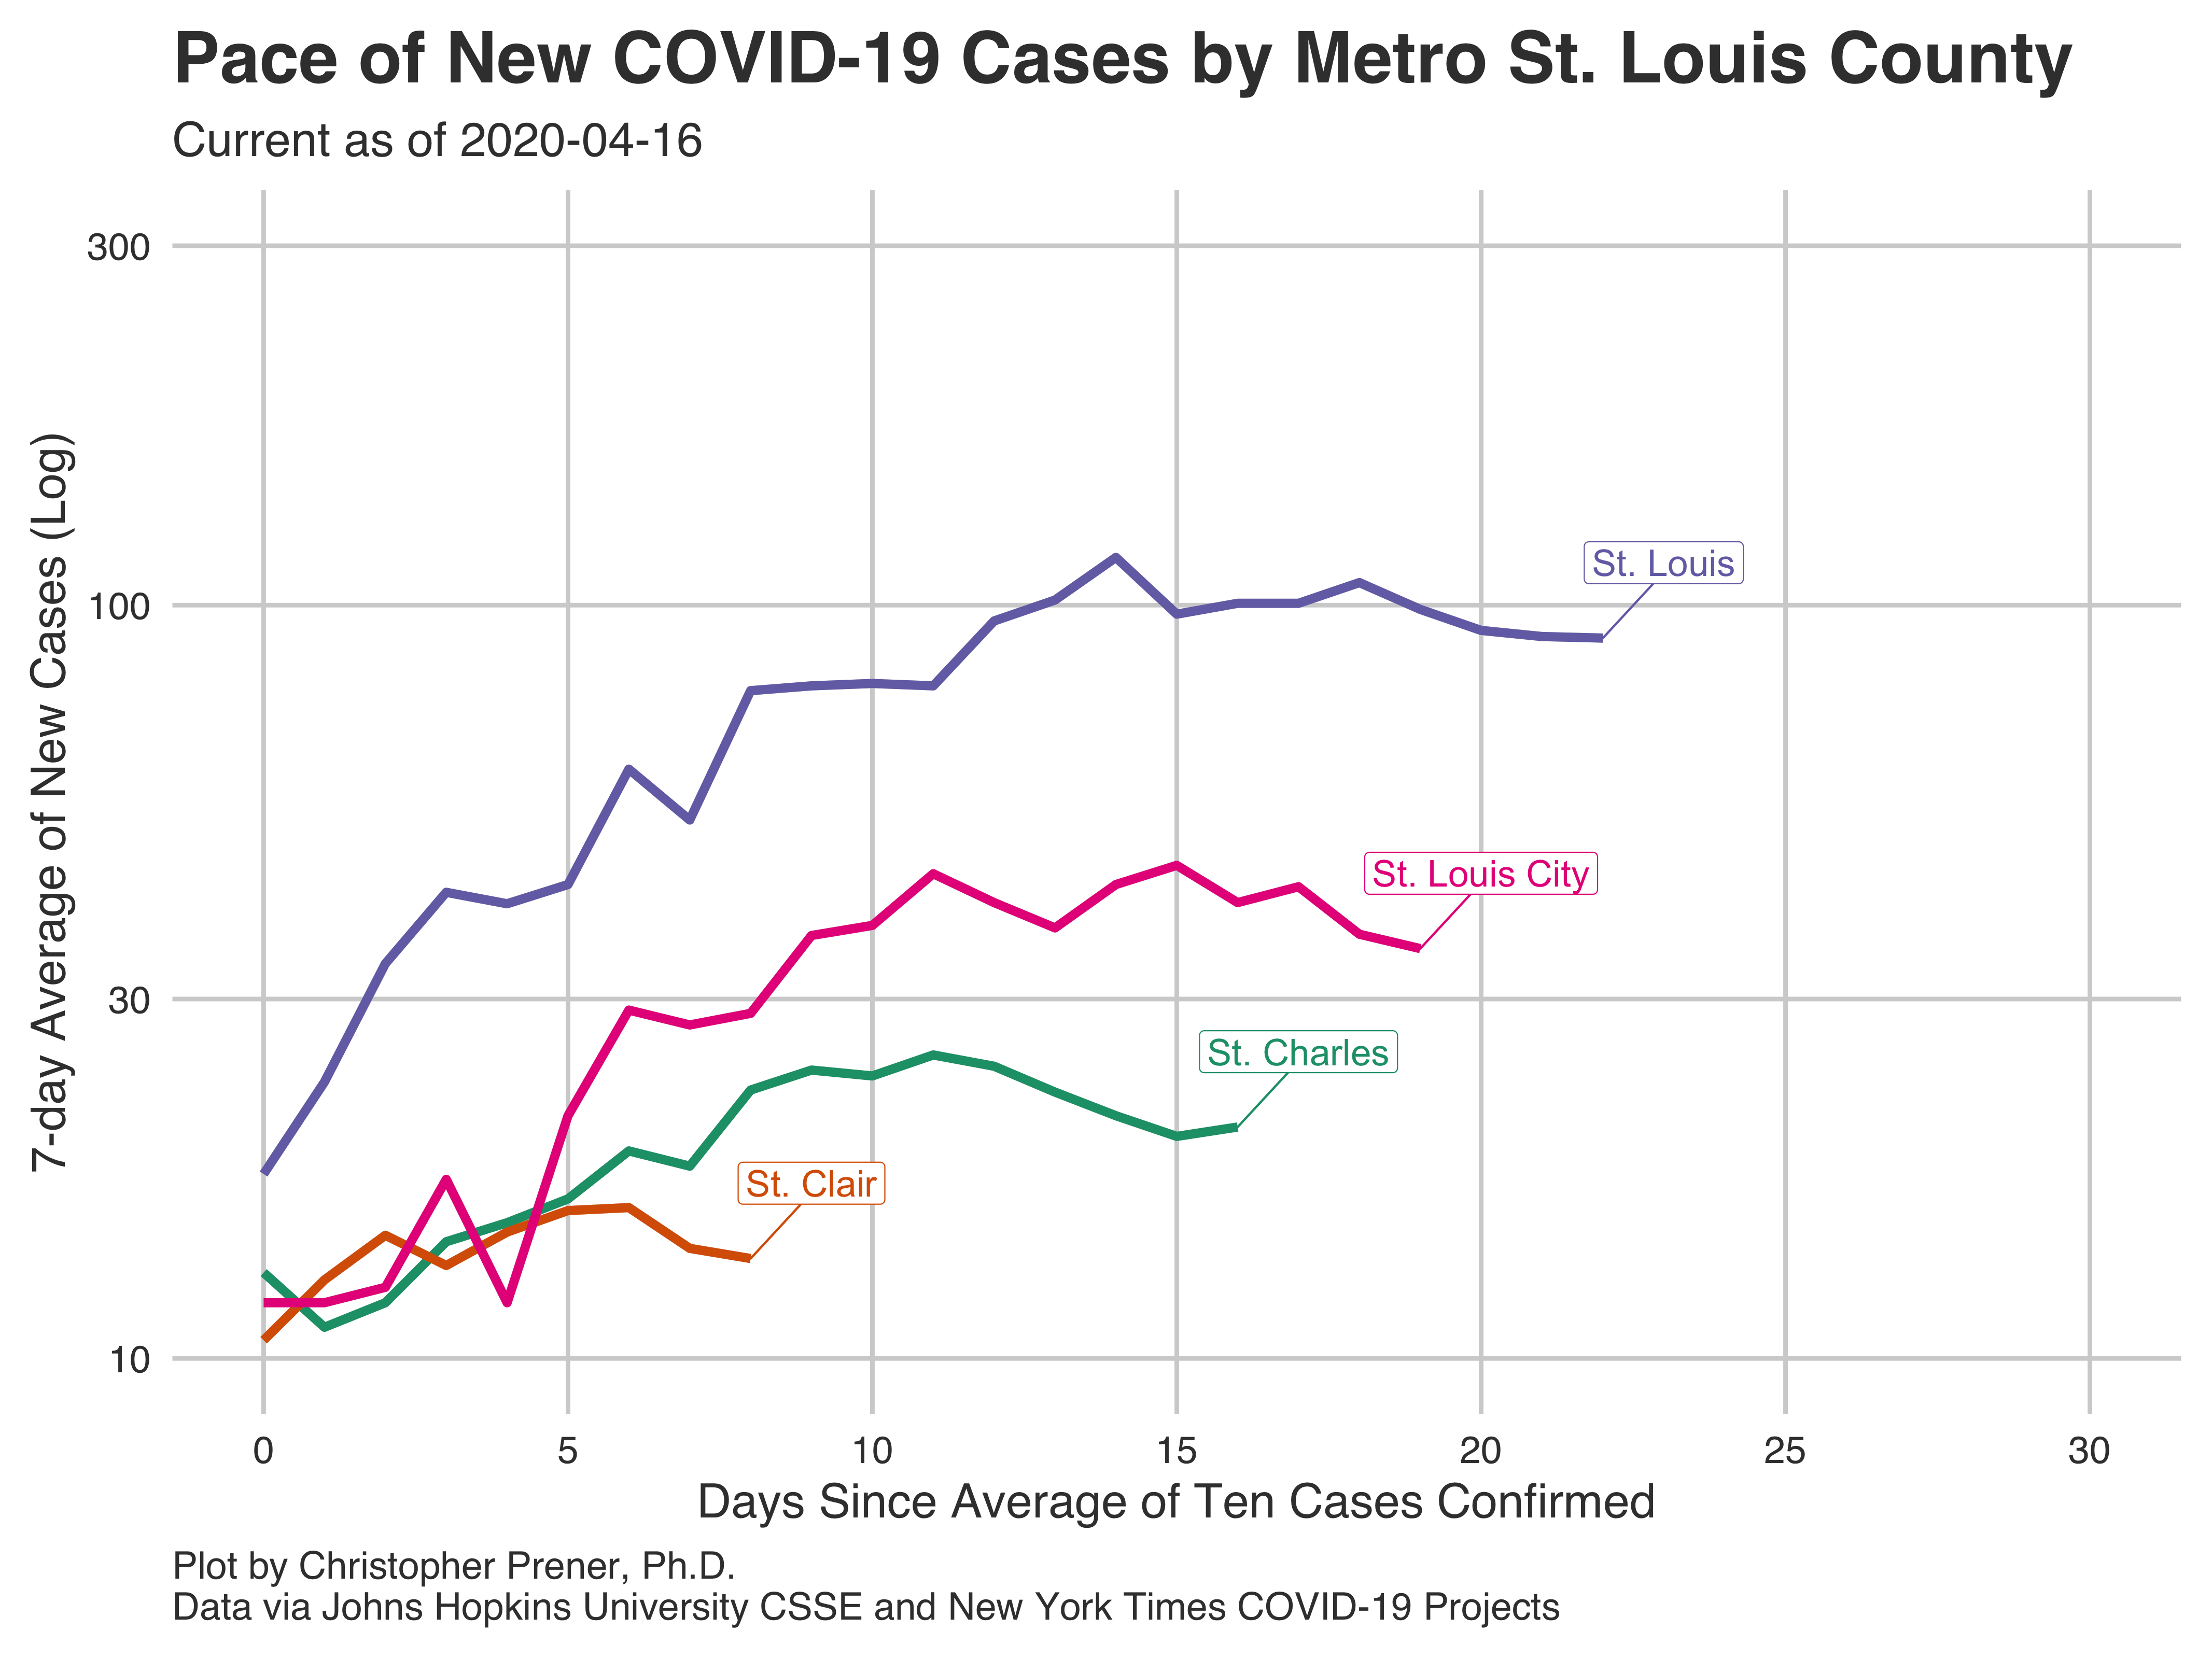 Pace of New COVID-19 Cases by Metro St. Louis County
Current as of 2020-04-16
7-day Average of New Cases (Log)
300
100
30
10
St. Louis
St. Louis City
St. Charles
St. Clair
0 5 10 15 20 25 30
Days Since Average of Ten Cases Confirmed
Plot by Christopher Prener, Ph.D.
Data via Johns Hopkins University CSSE and New York Times COVID-19 Projects